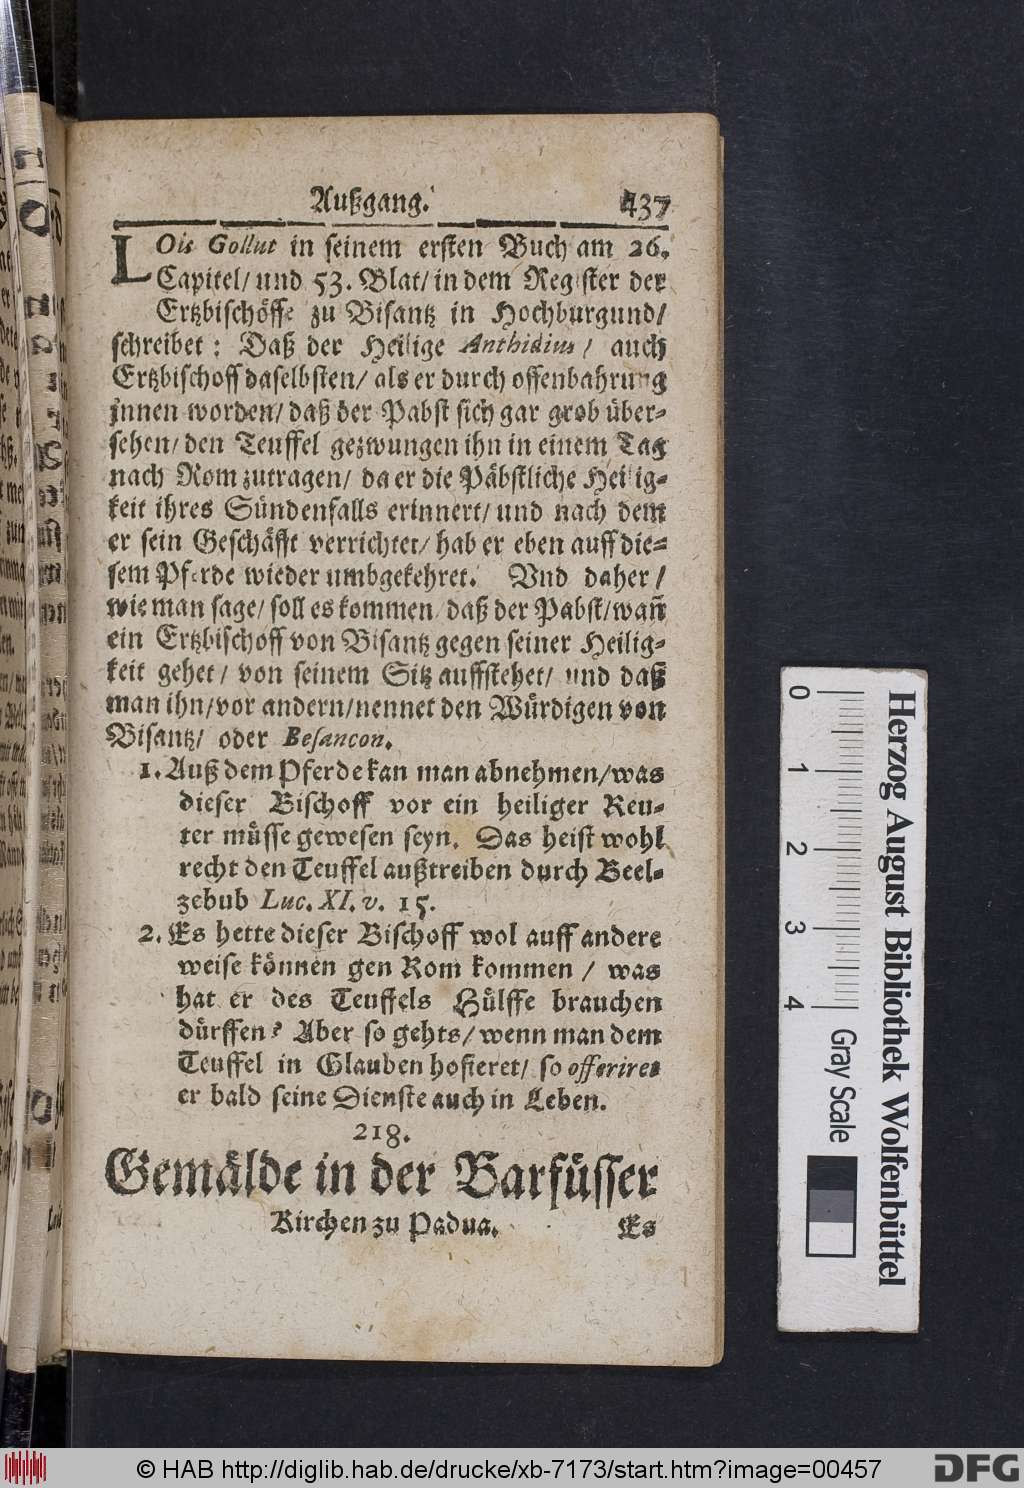 Außgang. 437
LOis Gollut in seinem ersten Buch am 26.
Capitel/ und 53. Blat/ in dem Register der
Ertzbischöffe zu Bisantz in Hochburgund/
schreibet: Daß der Heilige Anthidius/ auch
Ertzbischoff daselbsten/ als er durch offenbahrung
innen worden/ daß der Pabst sich gar grob über-
sehen/ den Teuffel gezwungen ihn in einem Tag
nach Rom zutragen/ da er die Päbstliche Heilig-
keit ihres Sündenfalls erinnert/ und nach dem
er sein Geschäfft verrichtet/ hab er eben auff die-
sem Pferde wieder umbgekehret. Vnd daher/
wie man sage/ soll es kommen/ daß der Pabst/ wañ
ein Ertzbischoff von Bisantz gegen seiner Heilig-
keit gehet/ von seinem Sitz auffstehet/ und daß
man ihn/ vor andern/ nennet den Würdigen von
Bisantz/ oder Besancon.
1. Auß dem Pferde kan man abnehmen/ was
dieser Bischoff vor ein heiliger Reu-
ter müsse gewesen seyn. Das heist wohl
recht den Teuffel außtreiben durch Beel-
zebub Luc. XI. v. 15.
2. Es hette dieser Bischoff wol auff andere
weise können gen Rom kommen/ was
hat er des Teuffels Hülffe brauchen
dürffen? Aber so gehts/ wenn man dem
Teuffel in Glauben hofieret/ so offeriret
er bald seine Dienste auch in Leben.
218.
Gemälde in der Barfüsser
Kirchen zu Padua. Es
Herzog August Bibliothek Wolfenbüttel
0 1 2 3 4 Gray Scale
© HAB http://diglib.hab.de/drucke/xb-7173/start.htm?image=00457
DFG